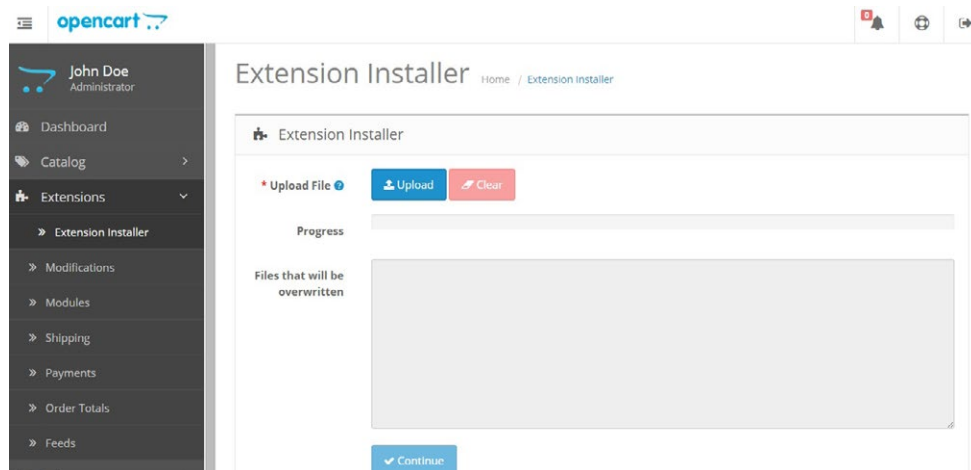 opencart
0
John Doe
Administrator
Dashboard
Catalog
Extensions
Extension Installer
Modifications
Modules
Shipping
Payments
Order Totals
Feeds
Extension Installer Home / Extension Installer
Extension Installer
* Upload File Upload Clear
Progress
Files that will be
overwritten
Continue